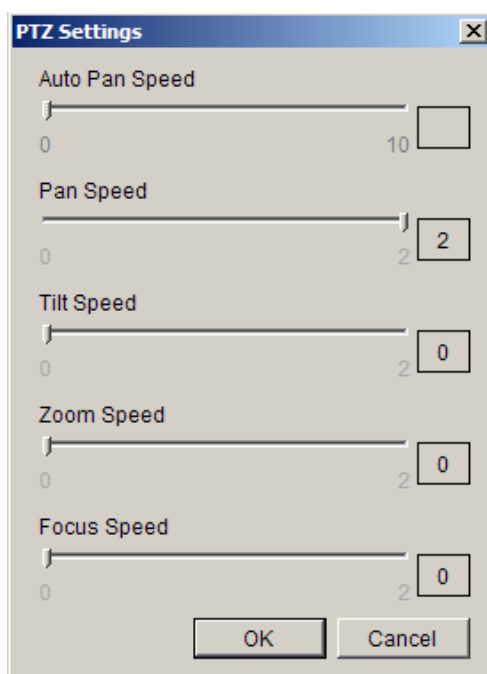 PTZ Settings
Auto Pan Speed
0 10
Pan Speed
0 2 2
Tilt Speed
0 2 0
Zoom Speed
0 2 0
Focus Speed
0 2 0
OK Cancel